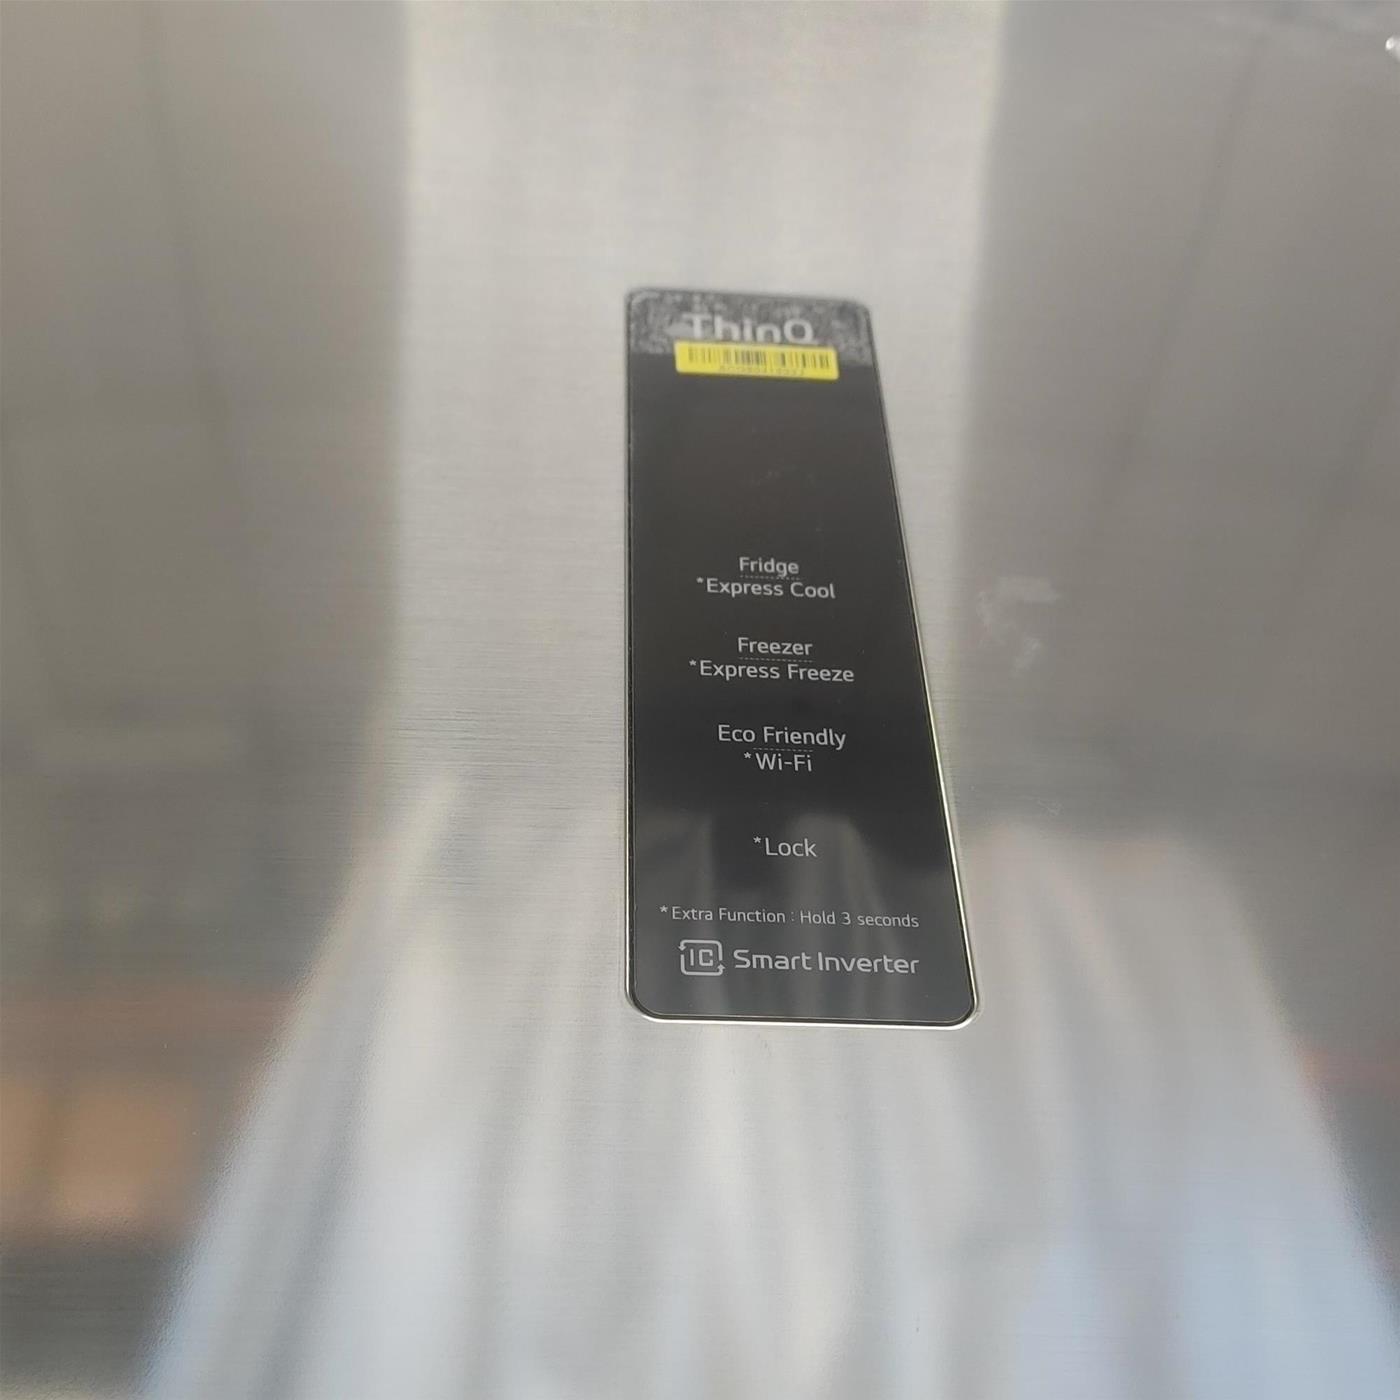 ThinQ
Fridge
*Express Cool
Freezer
*Express Freeze
Eco Friendly
*Wi-Fi
*Lock
*Extra Function : Hold 3 seconds
Smart Inverter